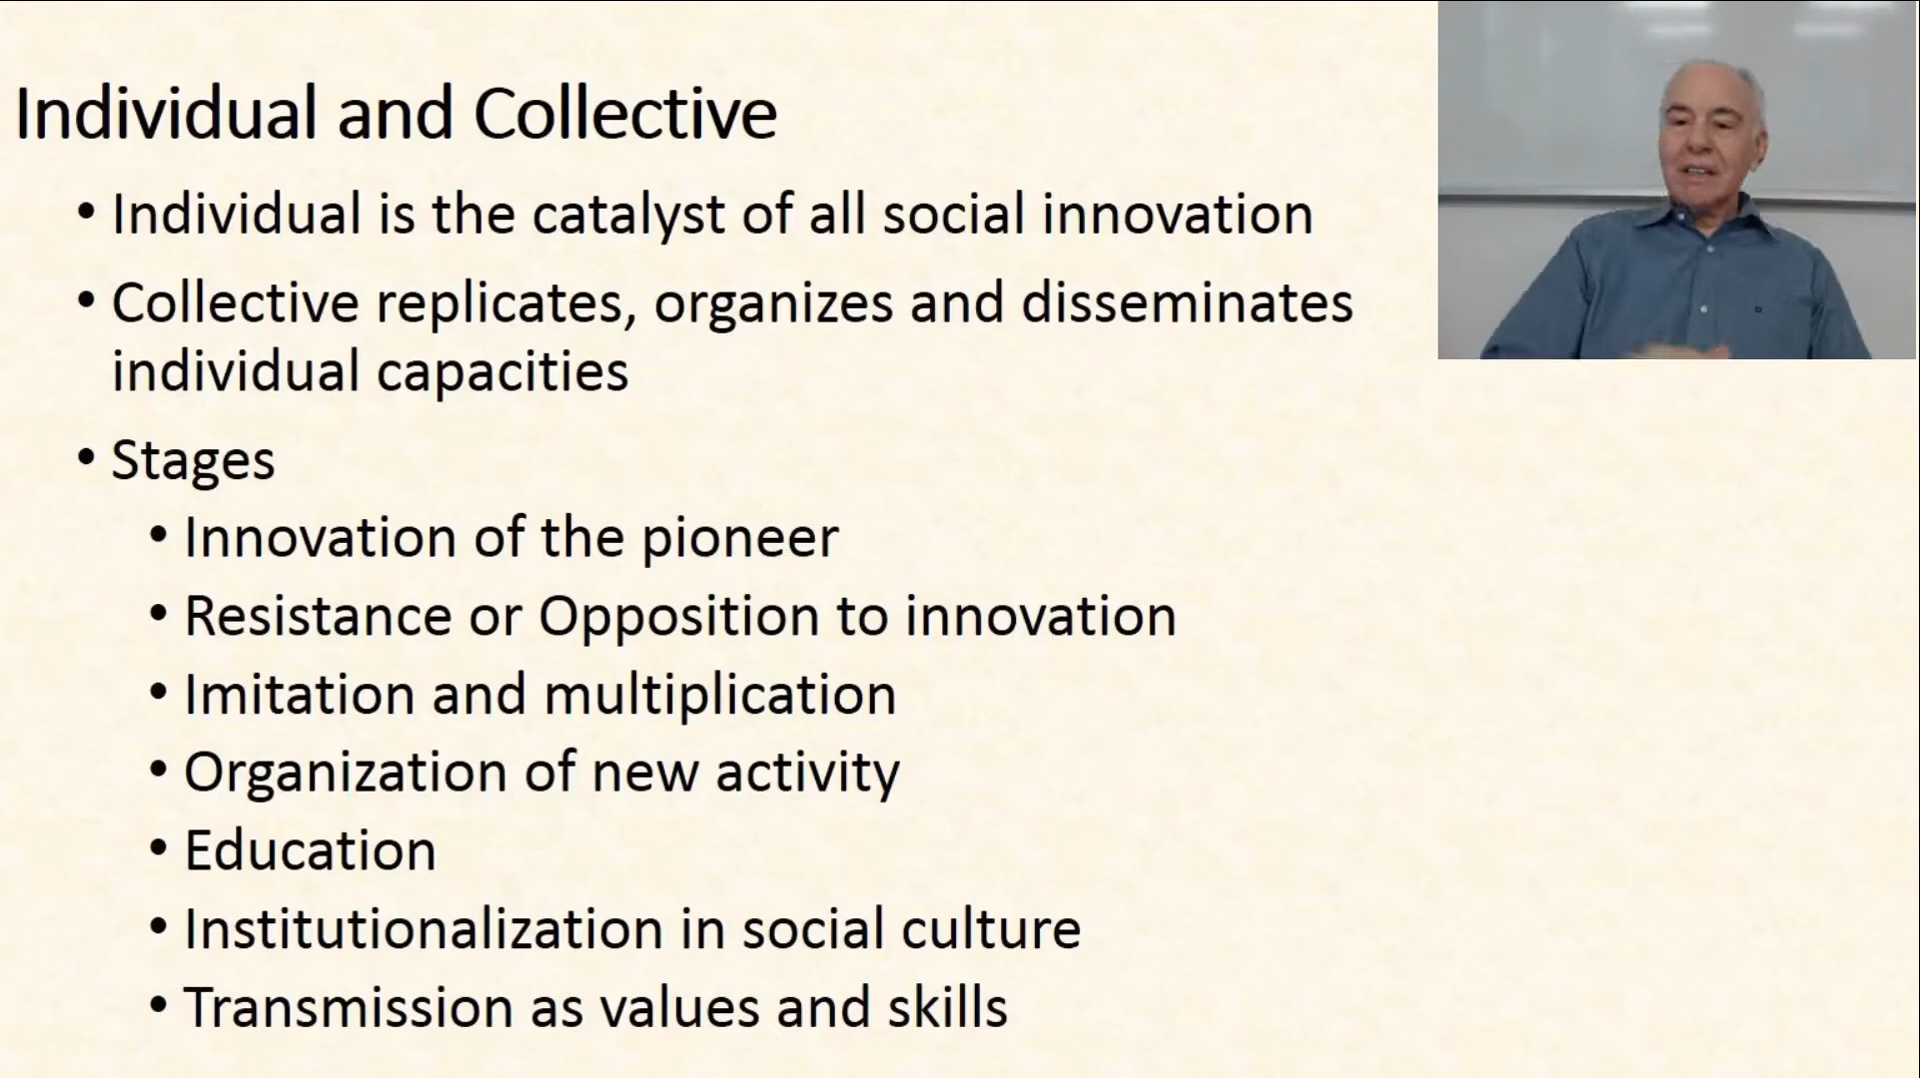 Individual and Collective
• Individual is the catalyst of all social innovation
• Collective replicates, organizes and disseminates
individual capacities
• Stages
• Innovation of the pioneer
• Resistance or Opposition to innovation
• Imitation and multiplication
• Organization of new activity
• Education
• Institutionalization in social culture
• Transmission as values and skills